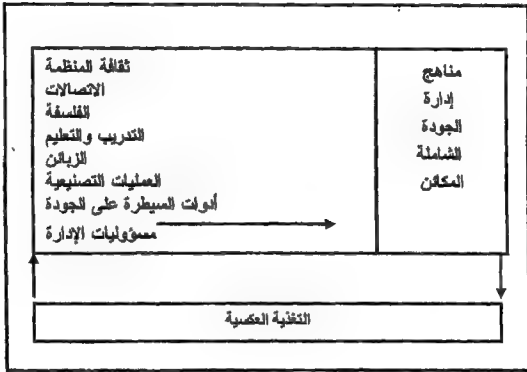 ثقافة المنظمة
الاتصالات
الفلسفة
التدريب والتعليم
الزبائن
العمليات التصنيعية
أدوات السيطرة على الجودة
مسؤوليات الإدارة
مناهج
إدارة
الجودة
الشاملة
المكائن
التغذية العكسية